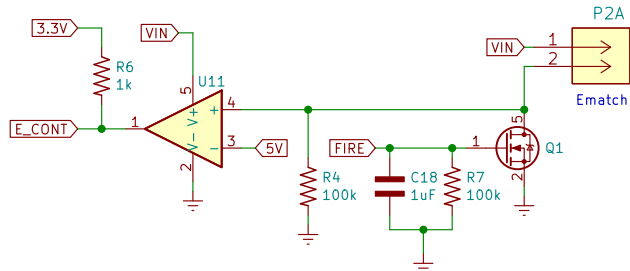 P2A
3.3V
VIN
VIN
1
2
R6
1k
U11
5
V+
+
4
Ematch
E_CONT
1
V-
-
3
5V
FIRE
1
5
Q1
2
2
R4
100k
C18
1uF
R7
100k